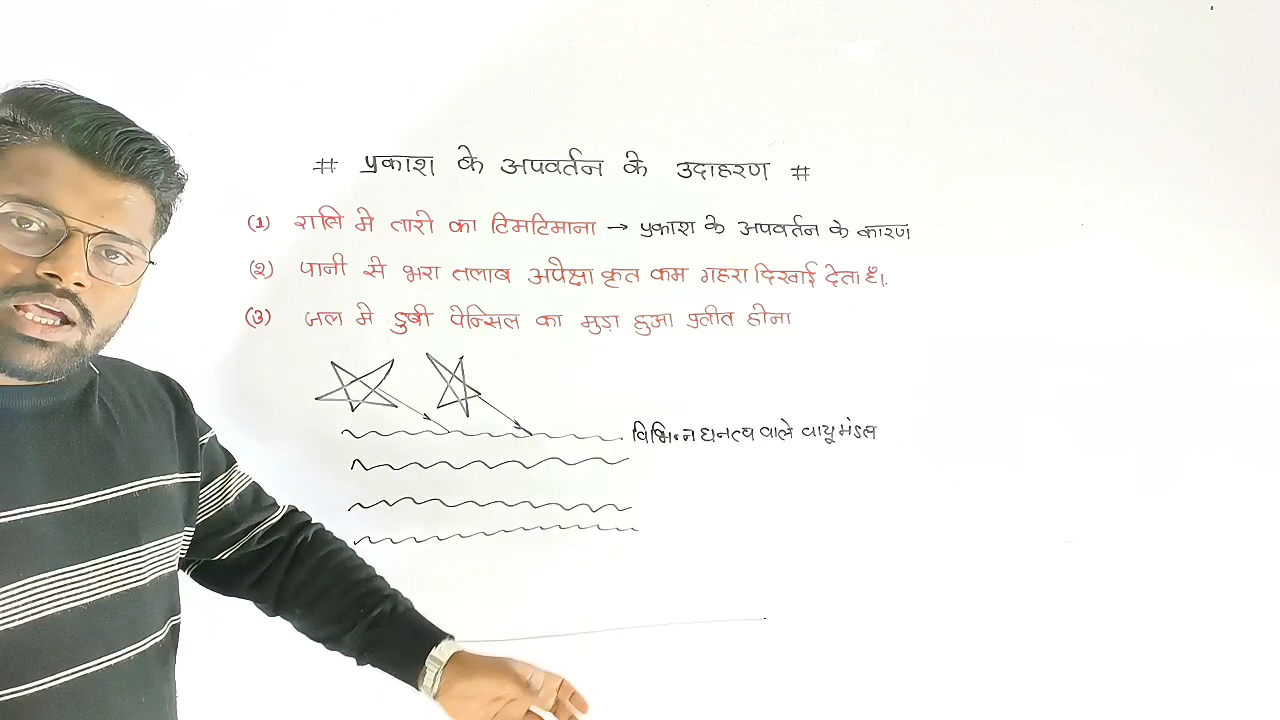 # प्रकाश के अपवर्तन के उदाहरण #
(1) रात्रि मे तारो का टिमटिमाना → प्रकाश के अपवर्तन के कारण
(2) पानी से भरा तलाब अपेक्षा कृत कम गहरा दिखाई देता है।
(3) जल मे डुबी पेन्सिल का मुड़ा हुआ प्रतीत होना
विभिन्न घनत्व वाले वायुमंडल